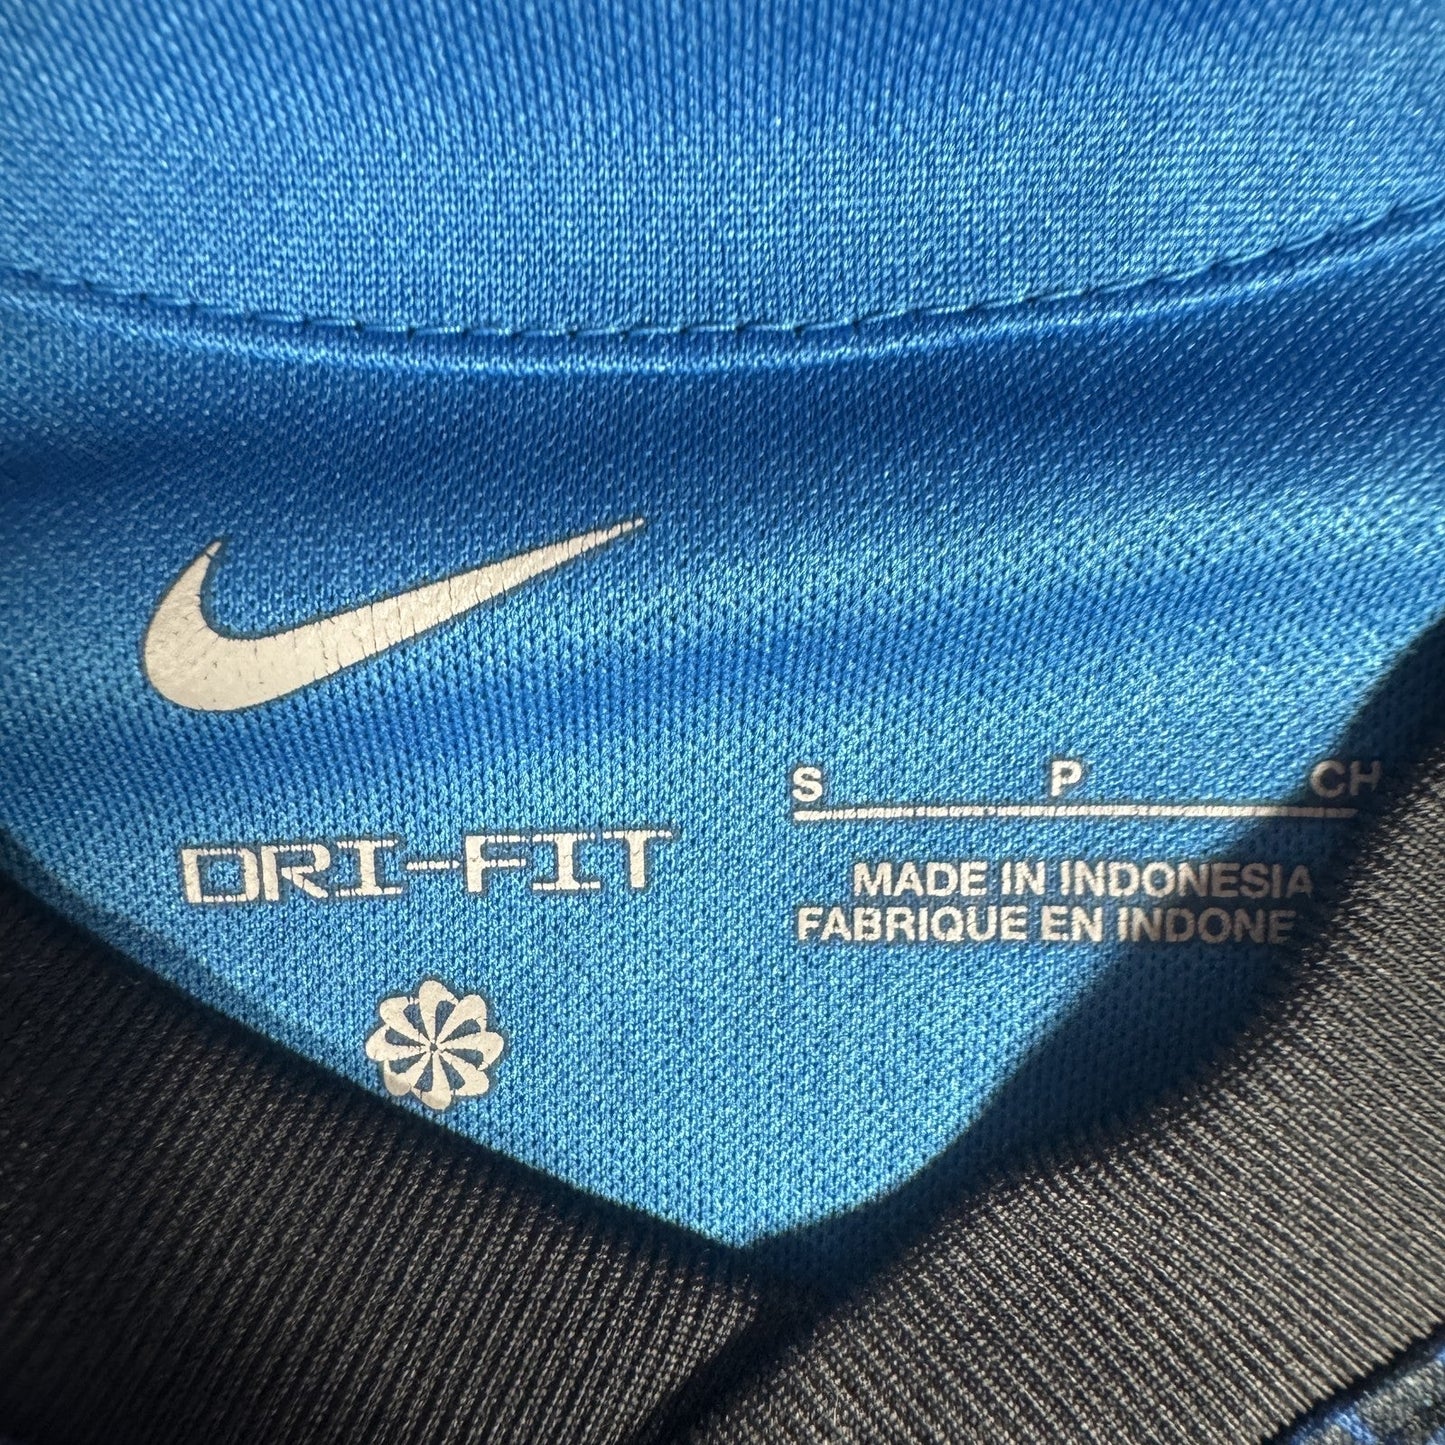 S P CH
DRI-FIT
MADE IN INDONESIA
FABRIQUE EN INDONE